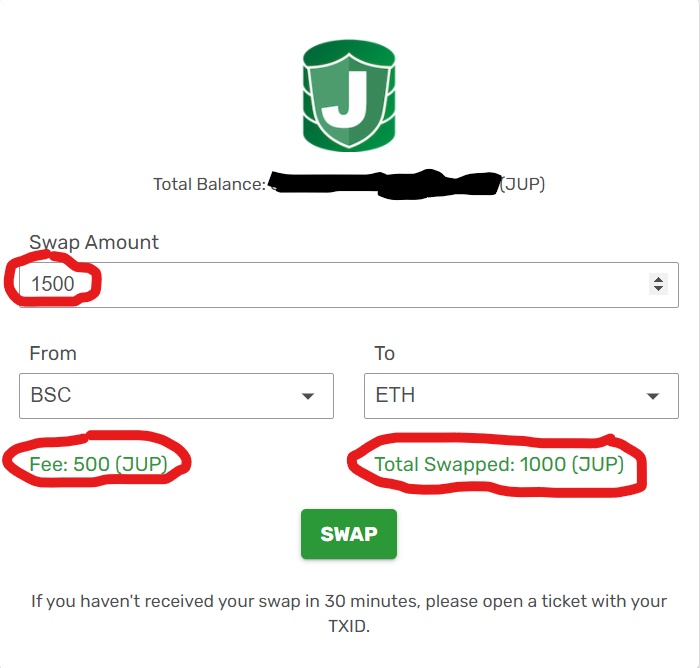 J
Total Balance: (JUP)
Swap Amount
1500
From To
BSC ETH
Fee: 500 (JUP) Total Swapped: 1000 (JUP)
SWAP
If you haven't received your swap in 30 minutes, please open a ticket with your
TXID.